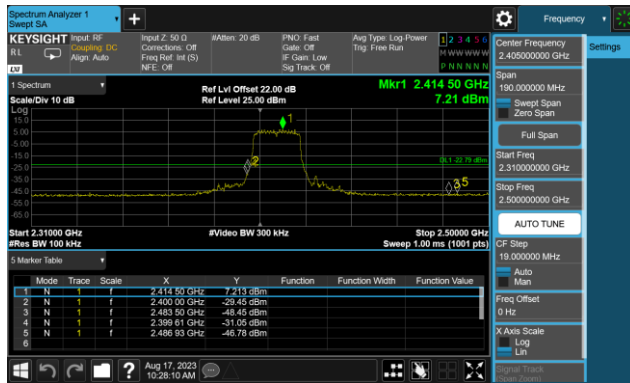 Spectrum Analyzer 1
Swept SA
Frequency
KEYSIGHT
RL
LXI
Input: RF
Coupling: DC
Align: Auto
Input Z: 50 Ω
Corrections: Off
Freq Ref: Int (S)
NFE: Off
#Atten: 20 dB
PNO: Fast
Gate: Off
IF Gain: Low
Sig Track: Off
Avg Type: Log-Power
Trig: Free Run
1 2 3 4 5 6
M W W W W W
P N N N N N
1 Spectrum
Scale/Div 10 dB
Ref Lvl Offset 22.00 dB
Ref Level 25.00 dBm
Mkr1 2.414 50 GHz
7.21 dBm
Log
15.0
5.00
-5.00
-15.0
-25.0
-35.0
-45.0
-55.0
-65.0
1
2
3
5
DL1 -22.79 dBm
Start 2.31000 GHz
#Res BW 100 kHz
#Video BW 300 kHz
Stop 2.50000 GHz
Sweep 1.00 ms (1001 pts)
5 Marker Table
Mode Trace Scale X Y Function Function Width Function Value
1 N 1 f 2.414 50 GHz 7.213 dBm
2 N 1 f 2.400 00 GHz -29.45 dBm
3 N 1 f 2.483 50 GHz -48.45 dBm
4 N 1 f 2.399 61 GHz -31.05 dBm
5 N 1 f 2.486 93 GHz -46.78 dBm
6
?
Aug 17, 2023
10:28:10 AM
Center Frequency
2.405000000 GHz
Span
190.000000 MHz
Swept Span
Zero Span
Full Span
Start Freq
2.310000000 GHz
Stop Freq
2.500000000 GHz
AUTO TUNE
CF Step
19.000000 MHz
Auto
Man
Freq Offset
0 Hz
X Axis Scale
Log
Lin
Signal Track
(Span Zoom)
Settings